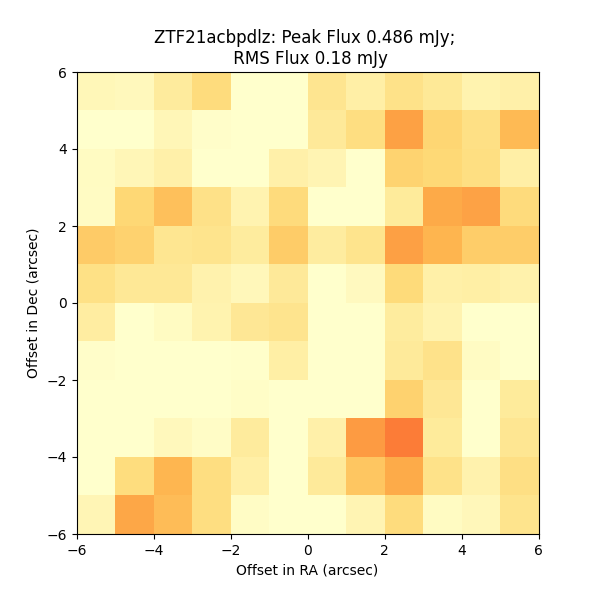 ZTF21acbpdlz: Peak Flux 0.486 mJy;
RMS Flux 0.18 mJy
6
4
2
0
−2
−4
−6
Offset in Dec (arcsec)
−6 −4 −2 0 2 4 6
Offset in RA (arcsec)